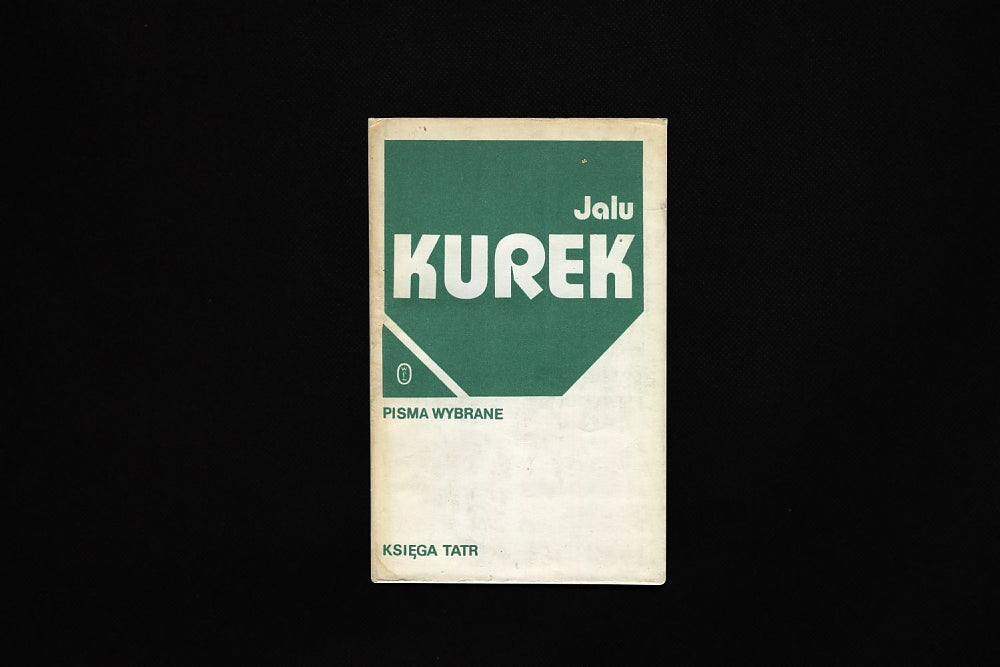 Jalu
KUREK
PISMA WYBRANE
KSIĘGA TATR